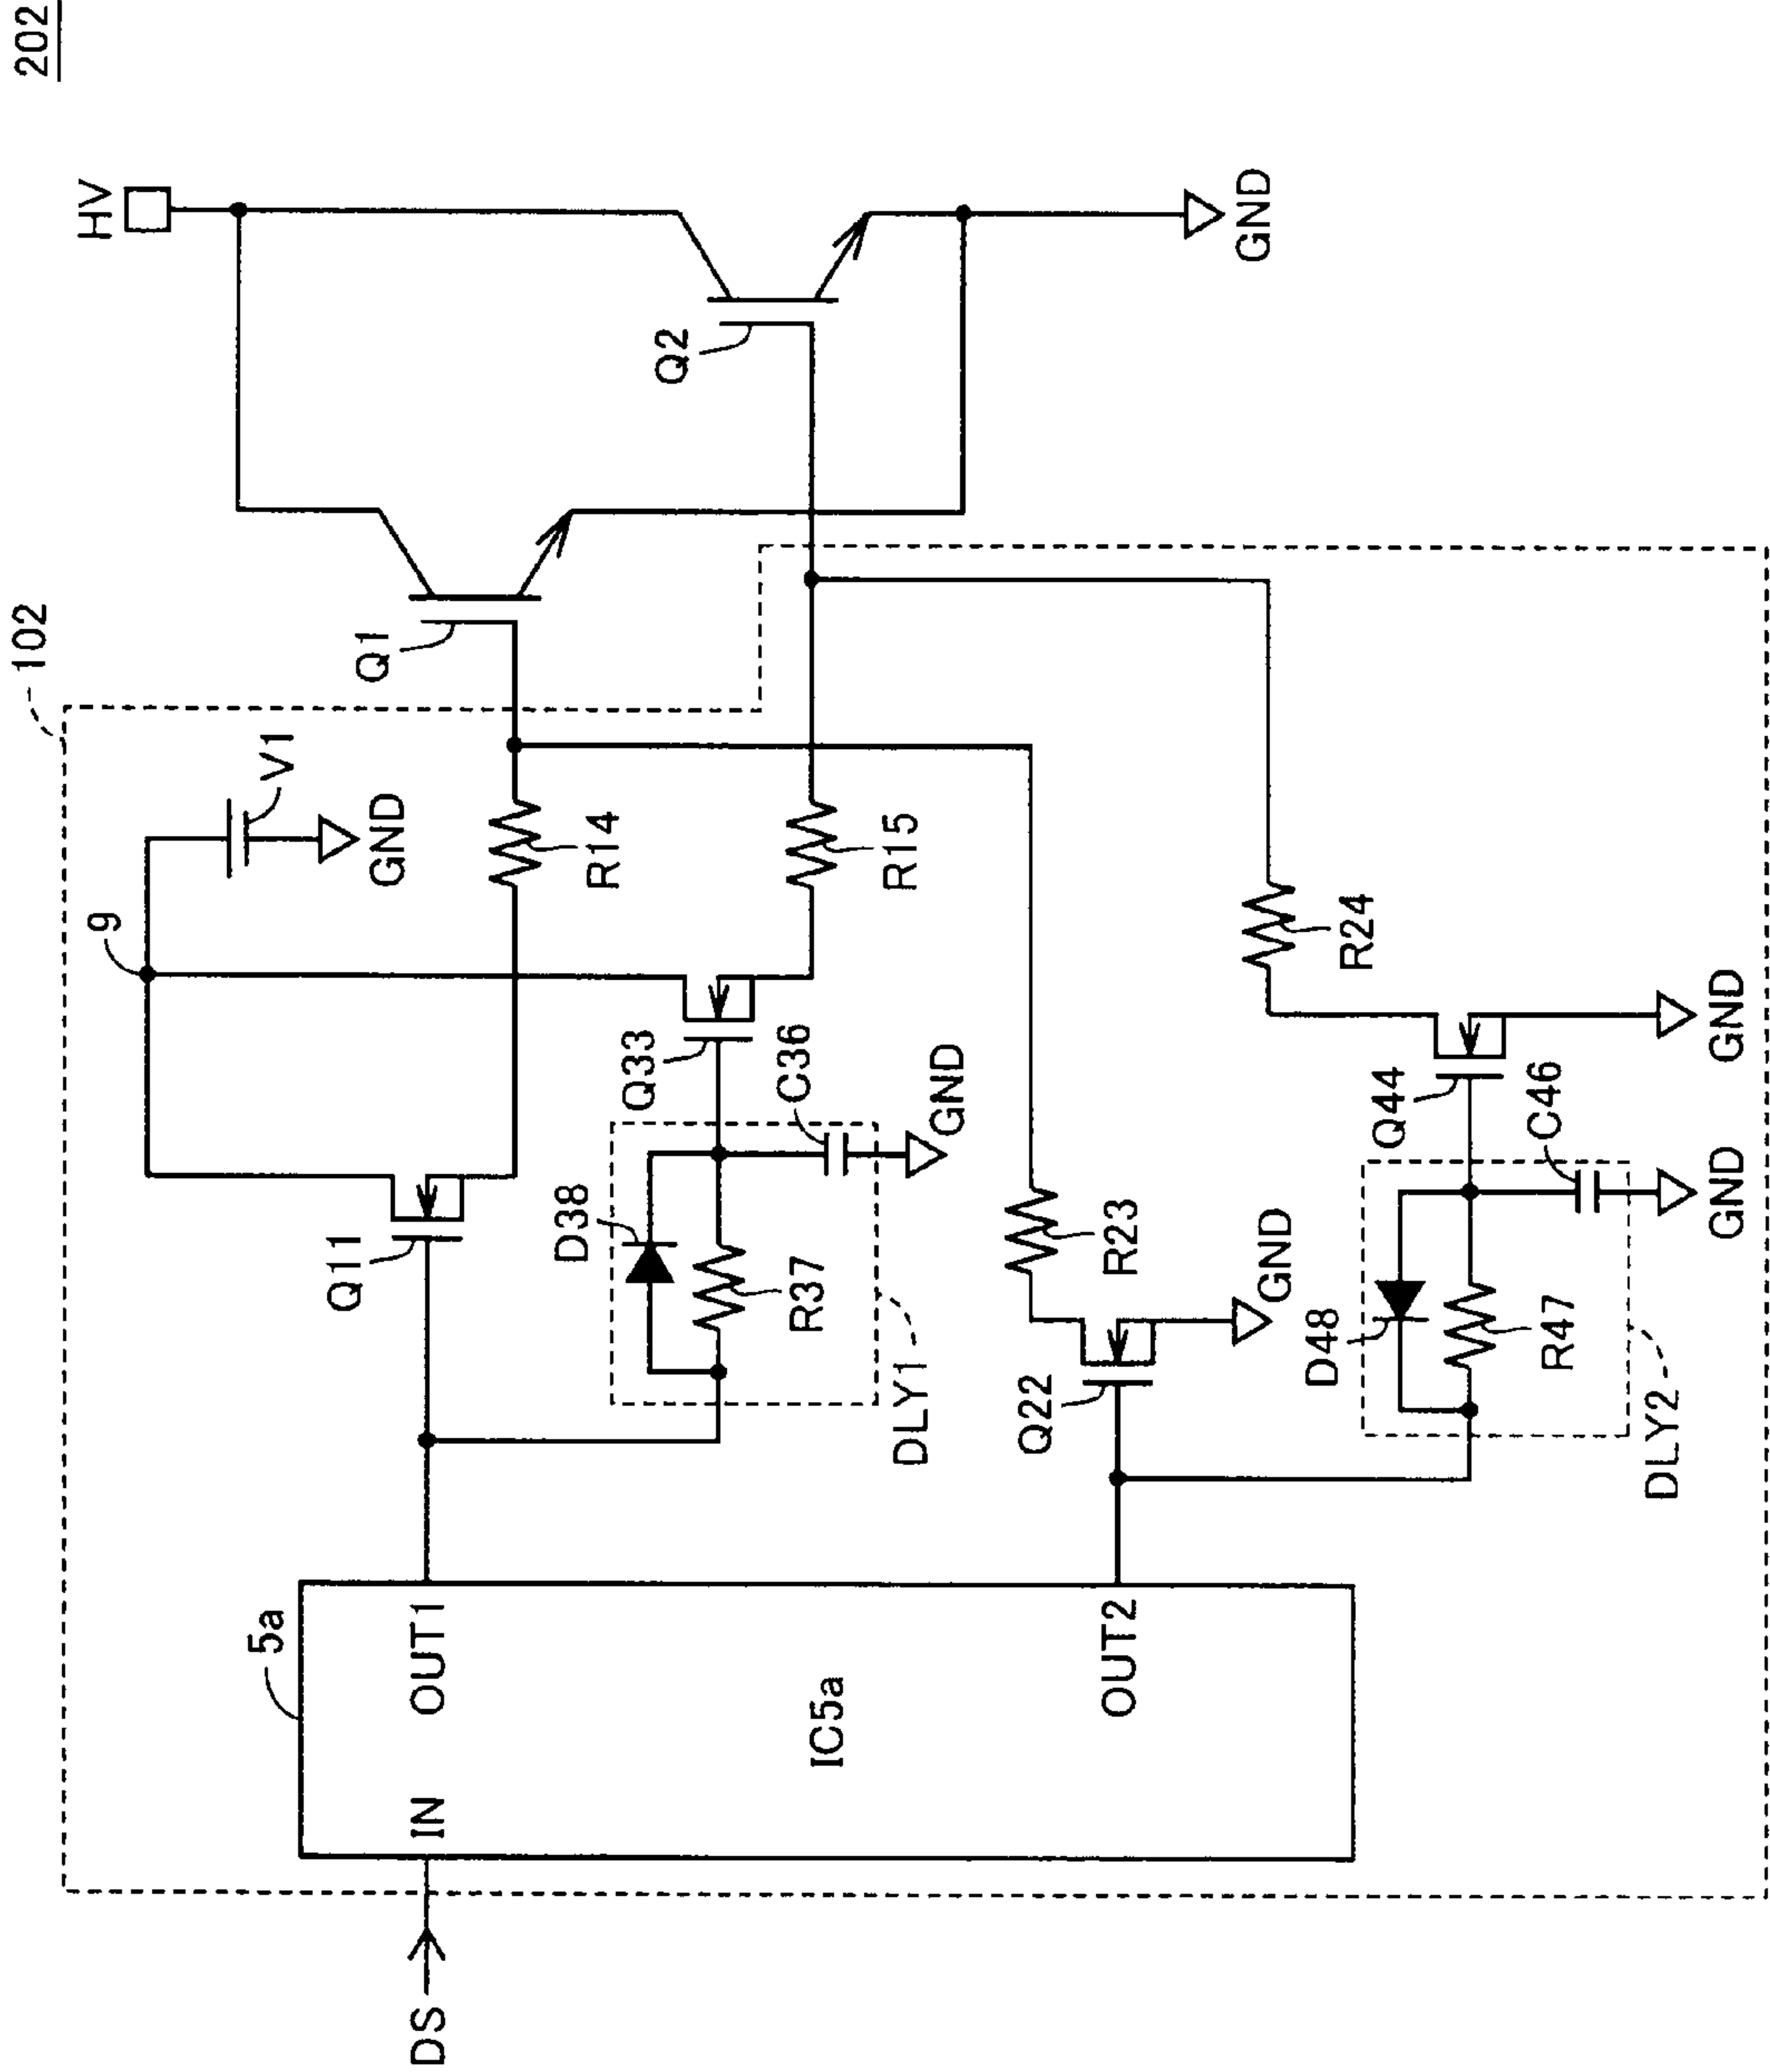 202
102
HV
9
V1
GND
Q1
Q2
GND
R14
Q11
Q33
R15
D38
C36
GND
R37
DLY1
5a
DS
IN
OUT1
IC5a
OUT2
Q22
R23
GND
R24
Q44
D48
C46
R47
GND
GND
DLY2